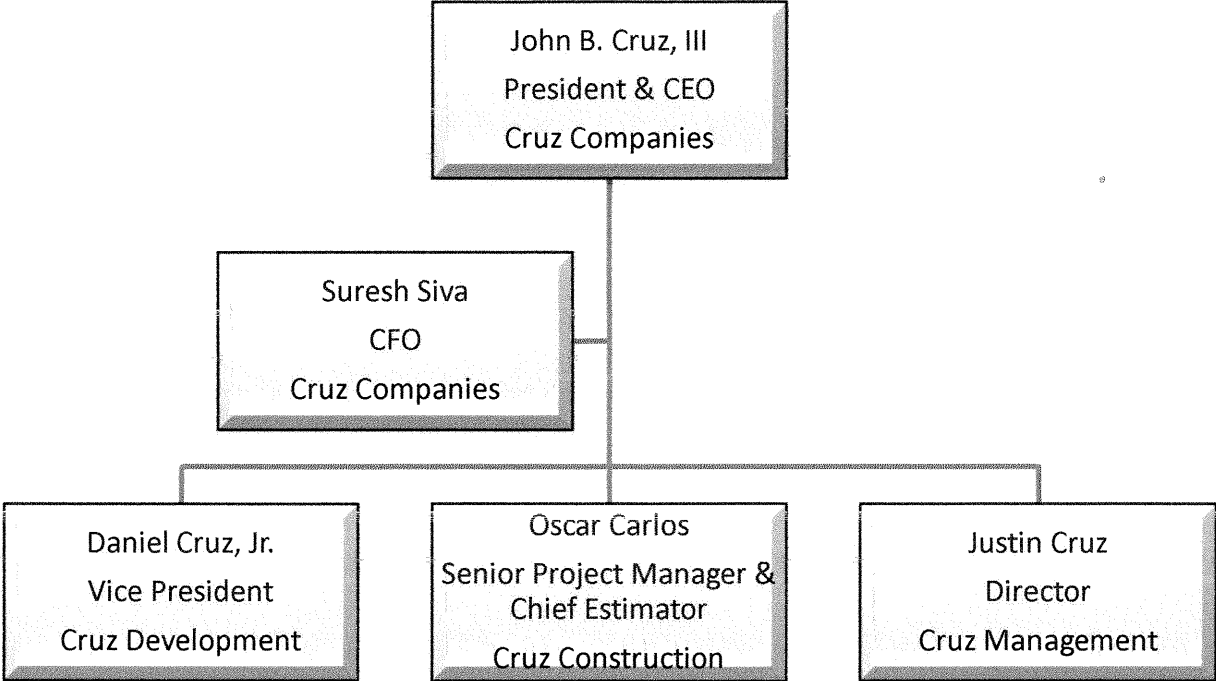 John B. Cruz, III
President & CEO
Cruz Companies
Suresh Siva
CFO
Cruz Companies
Daniel Cruz, Jr.
Vice President
Cruz Development
Oscar Carlos
Senior Project Manager &
Chief Estimator
Cruz Construction
Justin Cruz
Director
Cruz Management